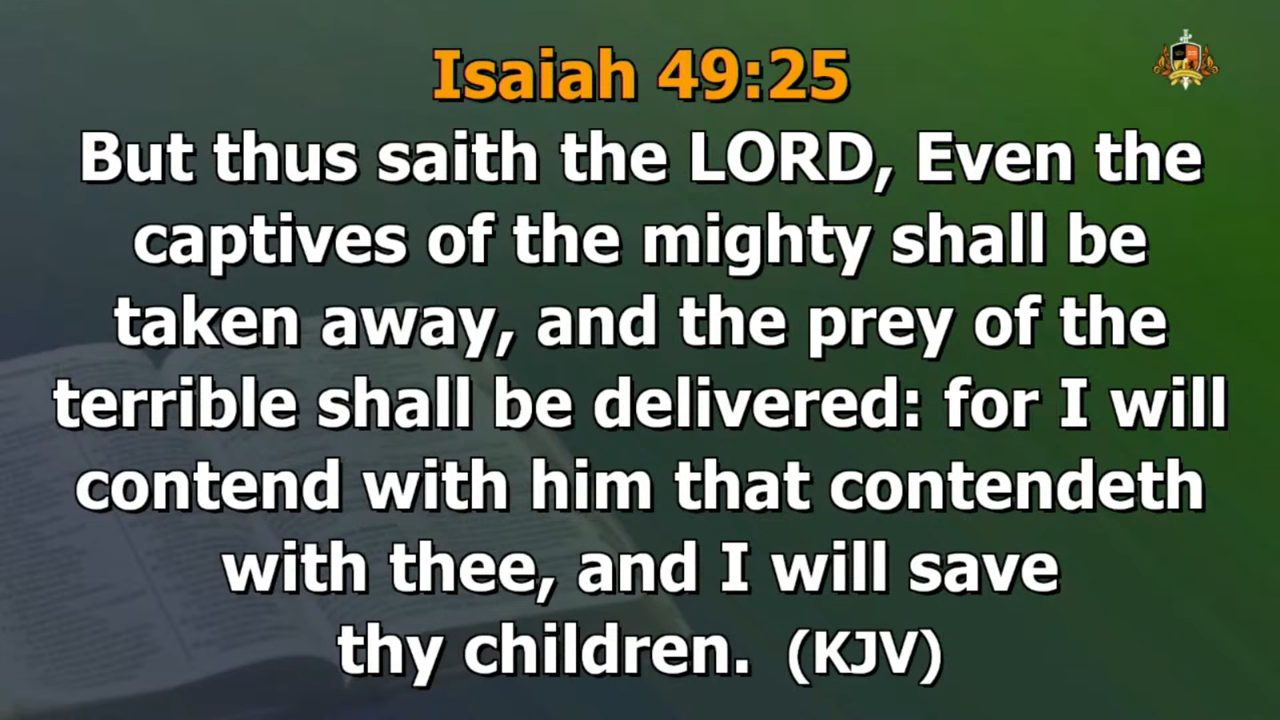 Isaiah 49:25
But thus saith the LORD, Even the
captives of the mighty shall be
taken away, and the prey of the
terrible shall be delivered: for I will
contend with him that contendeth
with thee, and I will save
thy children. (KJV)